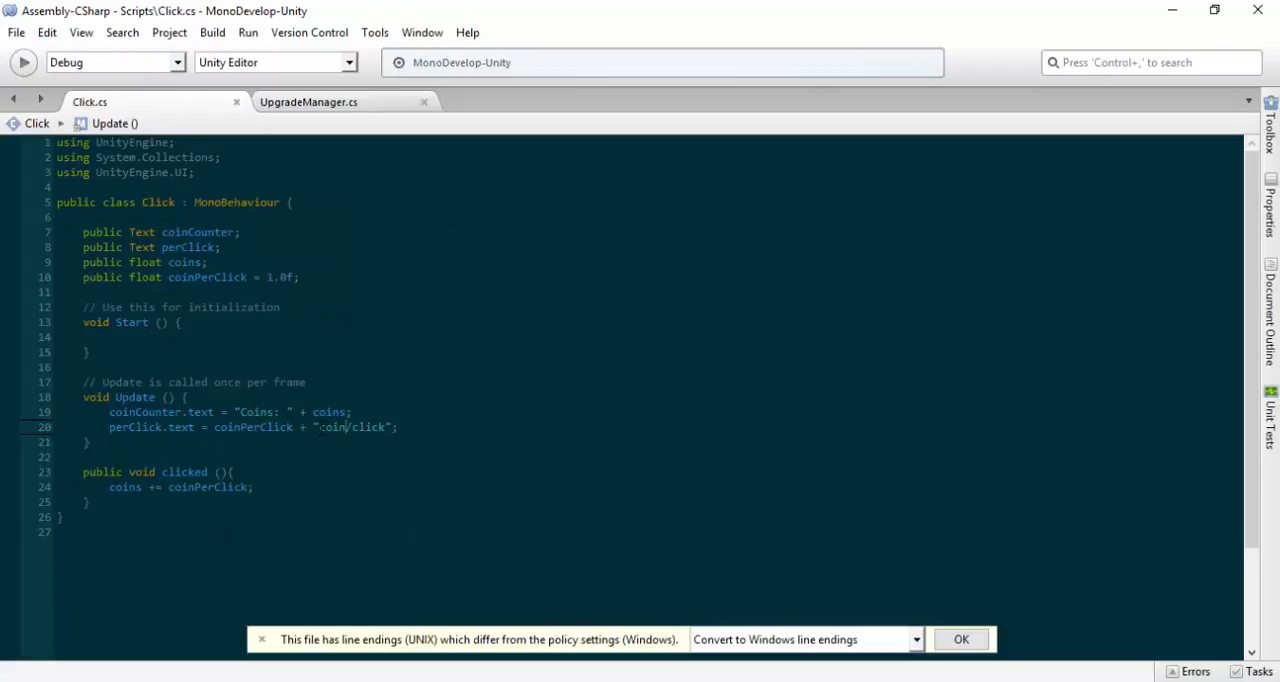 Assembly-CSharp - Scripts\Click.cs - MonoDevelop-Unity
File Edit View Search Project Build Run Version Control Tools Window Help
Debug Unity Editor MonoDevelop-Unity Press 'Control+,' to search
Click.cs UpgradeManager.cs
Click Update ()
1 using UnityEngine;
2 using System.Collections;
3 using UnityEngine.UI;
4
5 public class Click : MonoBehaviour {
6
7 public Text coinCounter;
8 public Text perClick;
9 public float coins;
10 public float coinPerClick = 1.0f;
11
12 // Use this for initialization
13 void Start () {
14
15 }
16
17 // Update is called once per frame
18 void Update () {
19 coinCounter.text = "Coins: " + coins;
20 perClick.text = coinPerClick + "coin/click";
21 }
22
23 public void clicked (){
24 coins += coinPerClick;
25 }
26 }
27
Toolbox
Properties
Document Outline
Unit Tests
This file has line endings (UNIX) which differ from the policy settings (Windows). Convert to Windows line endings OK
Errors Tasks